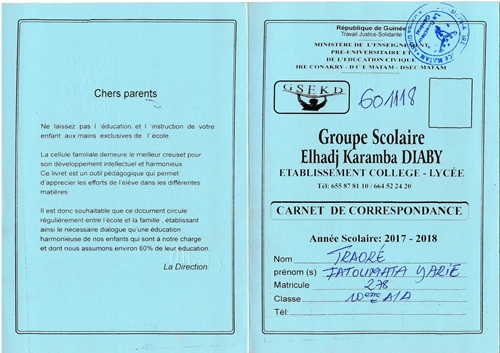 Chers parents
Ne laissez pas l 'éducation et l 'instruction de votre
enfant aux mains exclusives de l 'école.
La cellule familiale demeure le meilleur creuset pour
son développement intellectuel et harmonieux.
Ce livret est un outil pédagogique qui permet
d'apprecier les efforts de l'élève dans les différentes
matières
Il est donc souhaitable que ce document circule
régulièrement entre l'école et la famille , établissant
ainsi le nécessaire dialogue qu'une éducation
harmonieuse de nos enfants qui sont à notre charge
et dont nous assumons environ 60% de leur éducation.
La Direction
République de Guinée
Travail-Justice-Solidarité
MINISTERE DE L'ENSEIGNEMENT
PRE-UNIVERSITAIRE ET
DE L'EDUCATION CIVIQUE
IRE CONAKRY - D C E MATAM - DSEC MATAM
GSEKD
601118
Groupe Scolaire
Elhadj Karamba DIABY
ETABLISSEMENT COLLEGE - LYCÉE
Tél: 655 87 81 10 / 664 52 24 20
CARNET DE CORRESPONDANCE
Année Scolaire: 2017 - 2018
Nom TRAORÉ
prénom (s) FATOUMATA YARIE
Matricule 278
Classe 10eme A1A
Tèl: